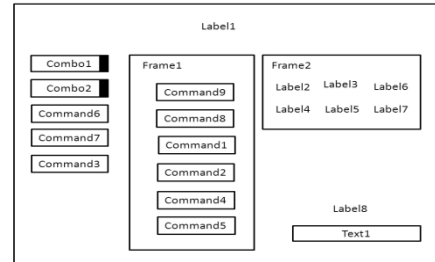 Label1
Combo1
Combo2
Command6
Command7
Command3
Frame1
Command9
Command8
Command1
Command2
Command4
Command5
Frame2
Label2 Label3 Label6
Label4 Label5 Label7
Label8
Text1